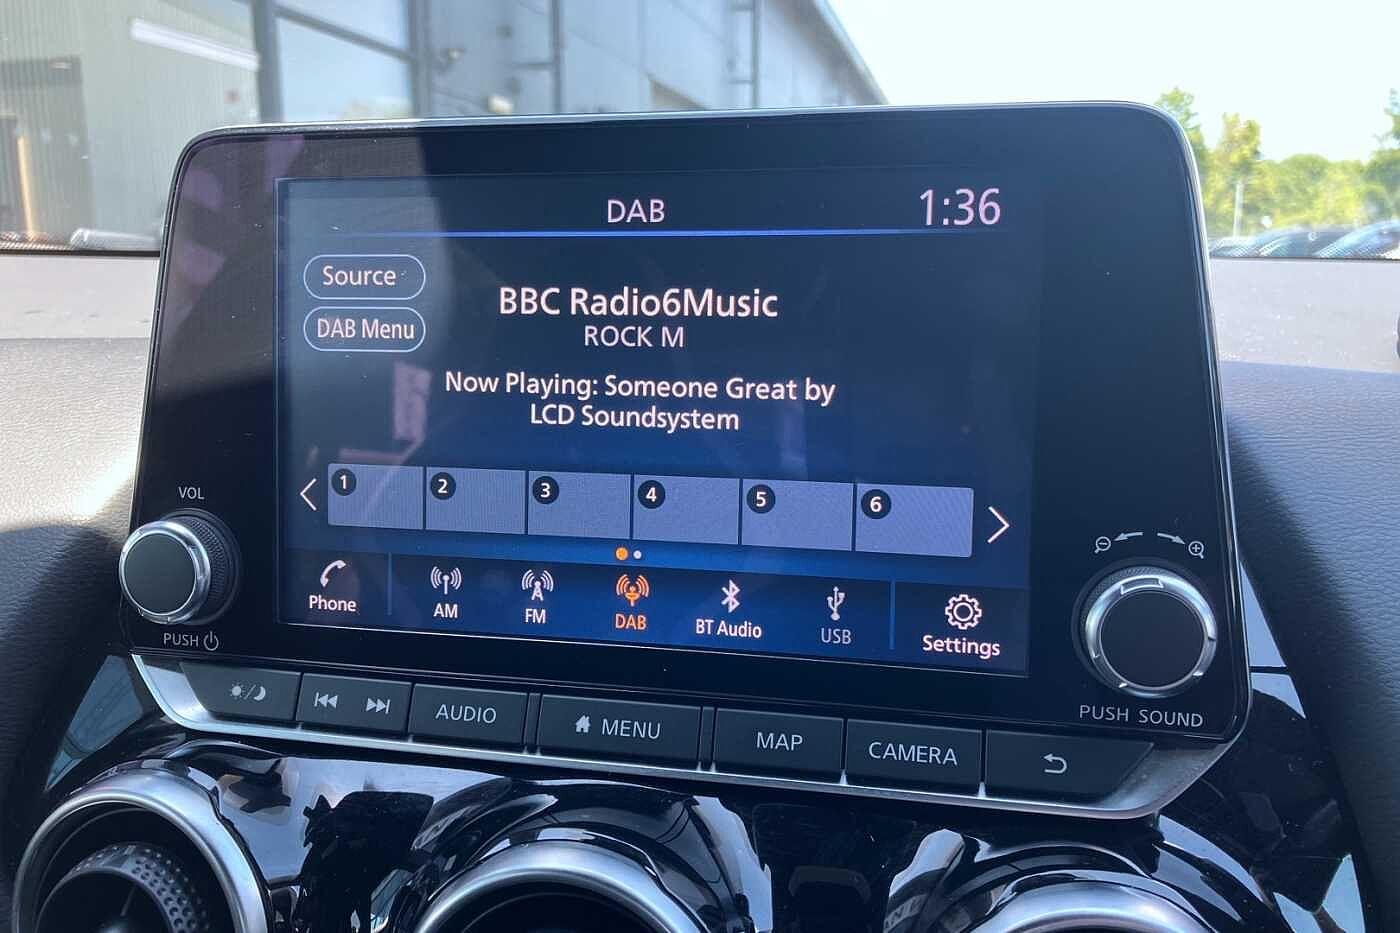 DAB
1:36
Source
DAB Menu
BBC Radio6Music
ROCK M
Now Playing: Someone Great by
LCD Soundsystem
1 2 3 4 5 6
Phone AM FM DAB BT Audio USB Settings
VOL
PUSH
PUSH SOUND
AUDIO MENU MAP CAMERA